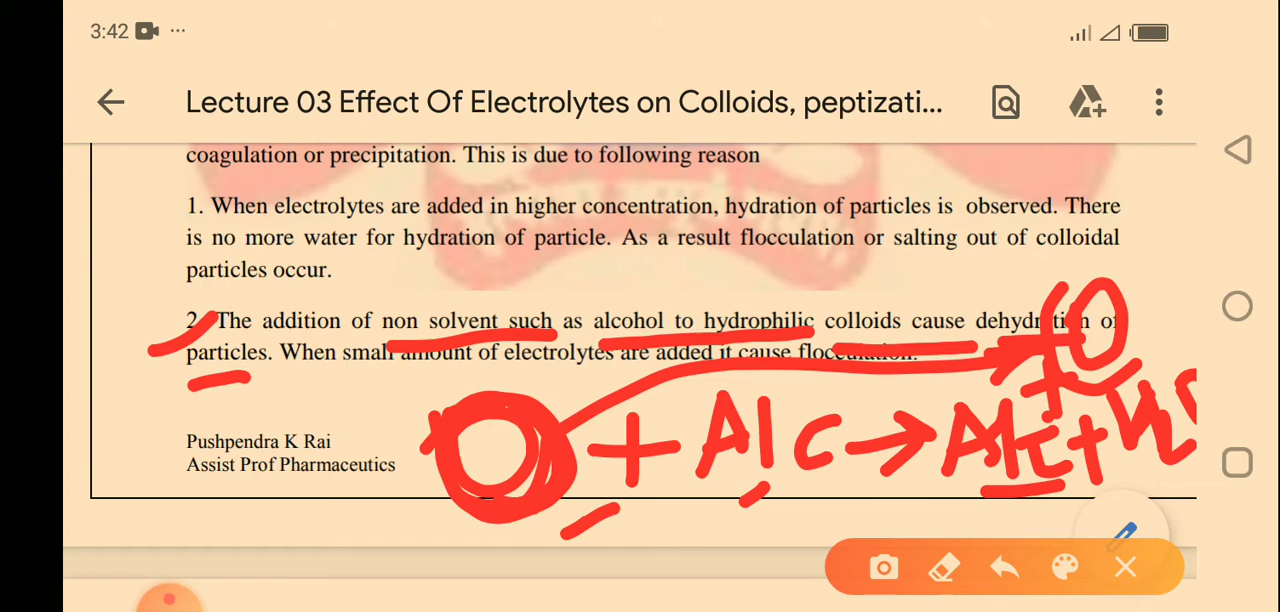 3:42
Lecture 03 Effect Of Electrolytes on Colloids, peptizati...
coagulation or precipitation. This is due to following reason
1. When electrolytes are added in higher concentration, hydration of particles is observed. There
is no more water for hydration of particle. As a result flocculation or salting out of colloidal
particles occur.
2. The addition of non solvent such as alcohol to hydrophilic colloids cause dehydration of
particles. When small amount of electrolytes are added it cause flocculation.
+ Alc → Alc +
Pushpendra K Rai
Assist Prof Pharmaceutics